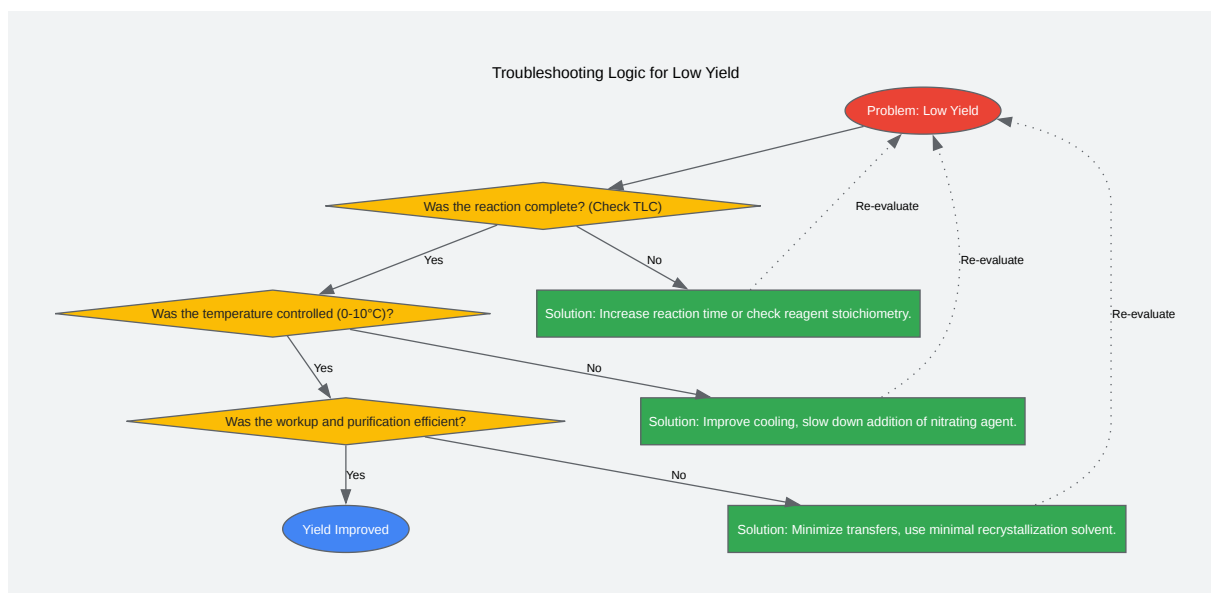 Troubleshooting Logic for Low Yield
Problem: Low Yield
Was the reaction complete? (Check TLC)
Re-evaluate
Yes
No
Re-evaluate
Was the temperature controlled (0-10°C)?
Solution: Increase reaction time or check reagent stoichiometry.
Re-evaluate
Yes
No
Was the workup and purification efficient?
Solution: Improve cooling, slow down addition of nitrating agent.
Yes
No
Yield Improved
Solution: Minimize transfers, use minimal recrystallization solvent.